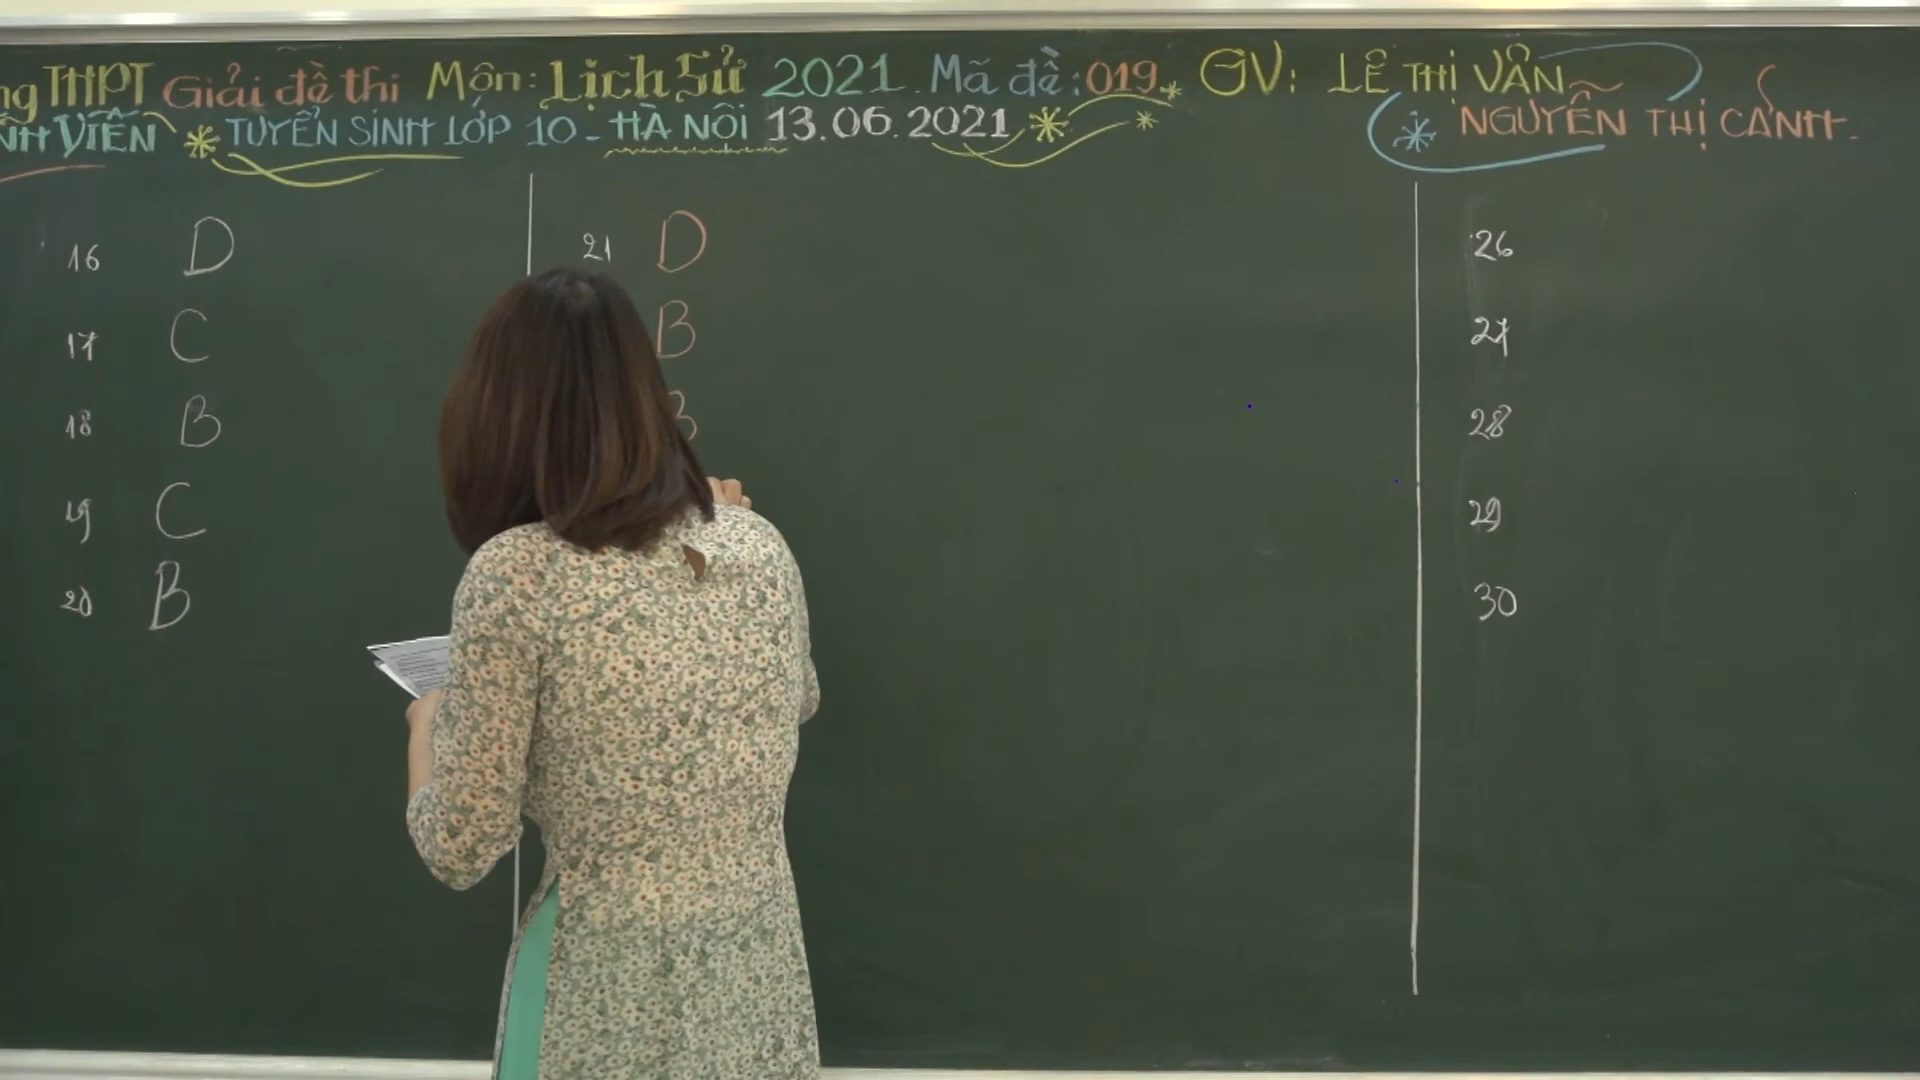 THPT Giải đề thi Môn: Lịch Sử 2021. Mã đề: 019. GV: LÊ THỊ VÂN
VIÊN TUYỂN SINH LỚP 10 - HÀ NỘI 13.06.2021 NGUYỄN THỊ CẢNH.
16 D
17 C
18 B
19 C
20 B
21 D
B
B
26
27
28
29
30